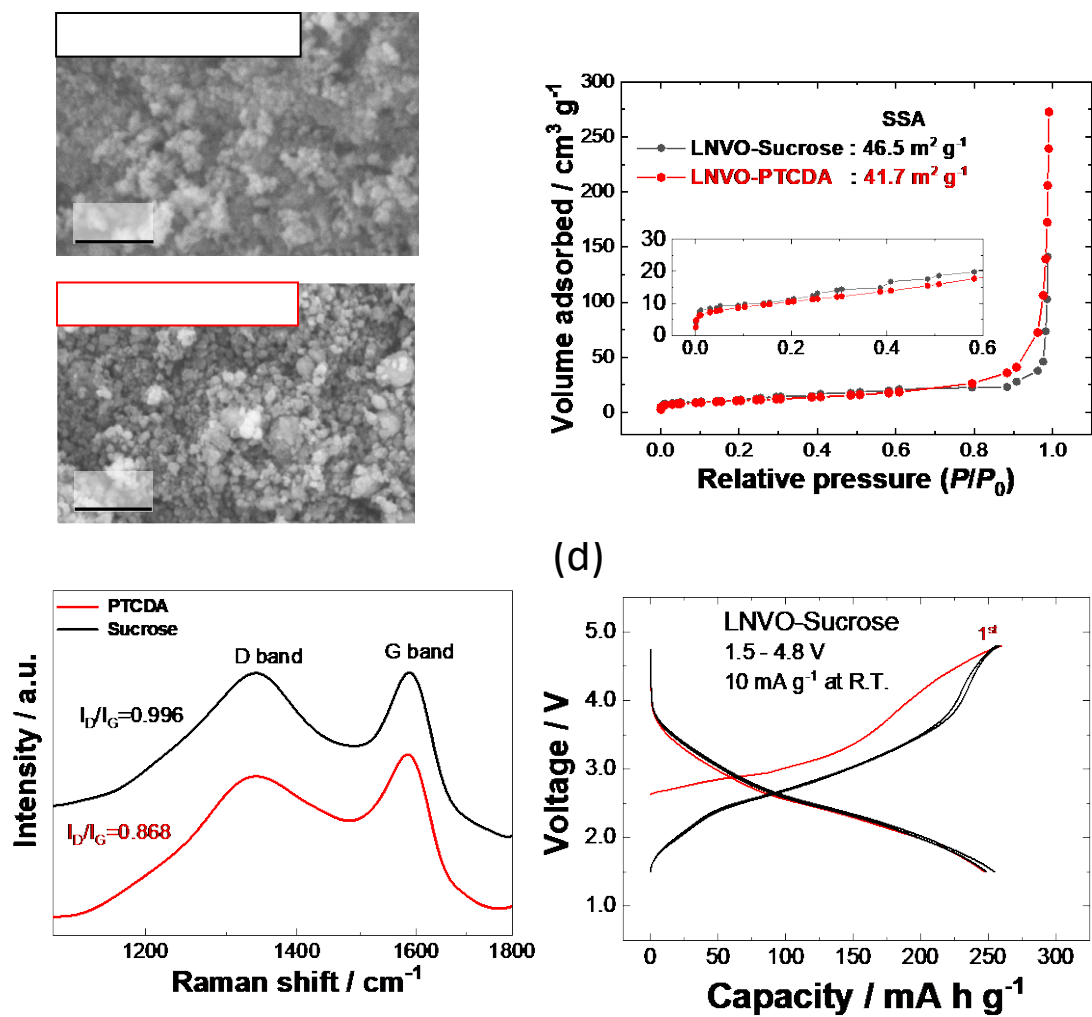 300
250
200
150
100
50
0
Volume adsorbed / cm³ g⁻¹
SSA
LNVO-Sucrose : 46.5 m² g⁻¹
LNVO-PTCDA : 41.7 m² g⁻¹
30
20
10
0
0.0 0.2 0.4 0.6
0.0 0.2 0.4 0.6 0.8 1.0
Relative pressure (P/P₀)
(d)
PTCDA
Sucrose
D band
G band
I_D/I_G=0.996
I_D/I_G=0.868
Intensity / a.u.
1200 1400 1600 1800
Raman shift / cm⁻¹
LNVO-Sucrose
1.5 - 4.8 V
10 mA g⁻¹ at R.T.
1st
5.0
4.0
3.0
2.0
1.0
Voltage / V
0 50 100 150 200 250 300
Capacity / mA h g⁻¹